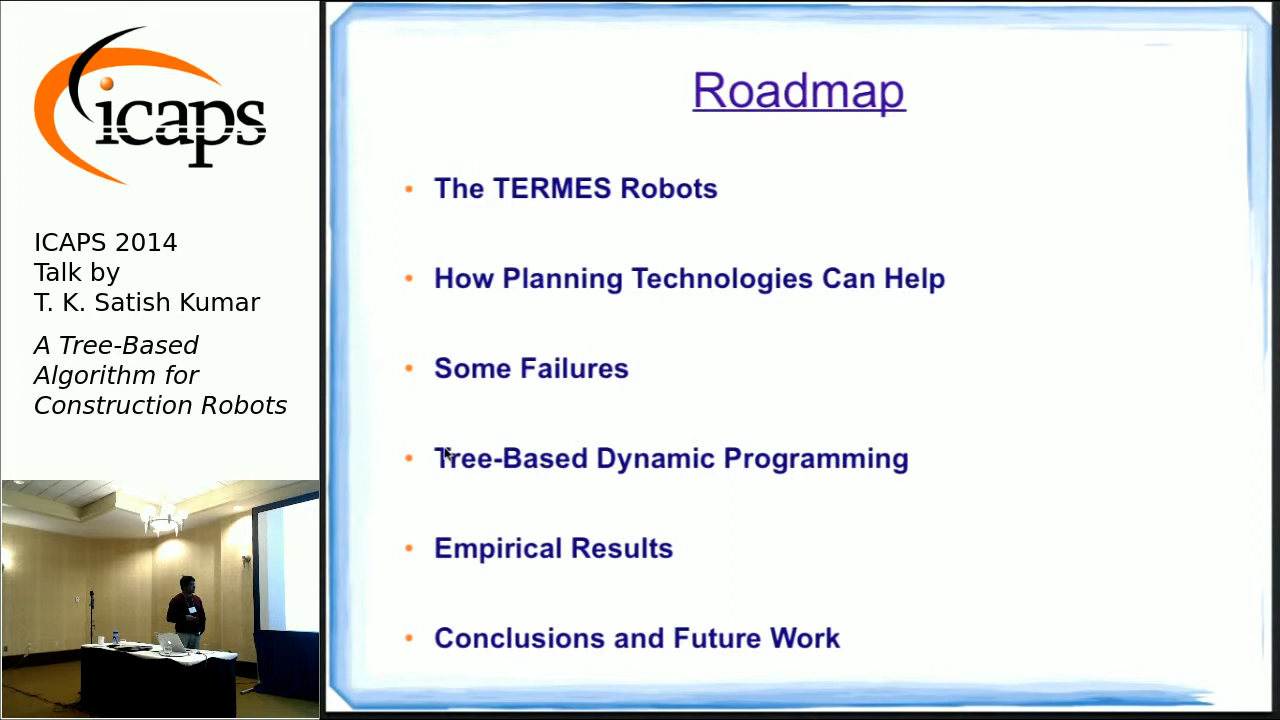 icaps
ICAPS 2014
Talk by
T. K. Satish Kumar
A Tree-Based
Algorithm for
Construction Robots
Roadmap
• The TERMES Robots
• How Planning Technologies Can Help
• Some Failures
• Tree-Based Dynamic Programming
• Empirical Results
• Conclusions and Future Work